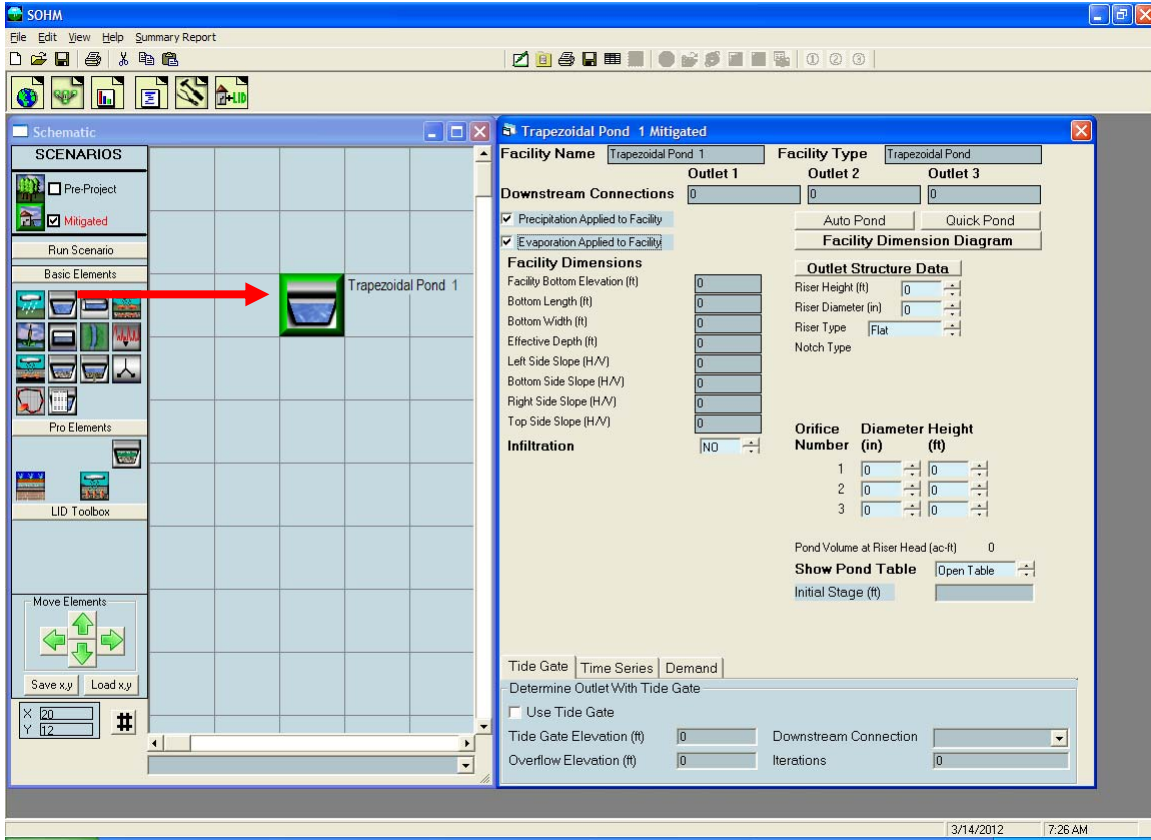 SOHM
File Edit View Help Summary Report
Schematic
SCENARIOS
Pre-Project
Mitigated
Run Scenario
Basic Elements
Pro Elements
LID Toolbox
Move Elements
Save x,y Load x,y
X 20
Y 12
#
+LID
Trapezoidal Pond 1
Trapezoidal Pond 1 Mitigated
Facility Name Trapezoidal Pond 1 Facility Type Trapezoidal Pond
Outlet 1 Outlet 2 Outlet 3
Downstream Connections 0 0 0
Precipitation Applied to Facility Auto Pond Quick Pond
Evaporation Applied to Facility Facility Dimension Diagram
Facility Dimensions
Facility Bottom Elevation (ft) 0
Bottom Length (ft) 0
Bottom Width (ft) 0
Effective Depth (ft) 0
Left Side Slope (H/V) 0
Bottom Side Slope (H/V) 0
Right Side Slope (H/V) 0
Top Side Slope (H/V) 0
Infiltration NO
Outlet Structure Data
Riser Height (ft) 0
Riser Diameter (in) 0
Riser Type Flat
Notch Type
Orifice Diameter Height
Number (in) (ft)
1 0 0
2 0 0
3 0 0
Pond Volume at Riser Head (ac-ft) 0
Show Pond Table Open Table
Initial Stage (ft)
Tide Gate Time Series Demand
Determine Outlet With Tide Gate
Use Tide Gate
Tide Gate Elevation (ft) 0 Downstream Connection
Overflow Elevation (ft) 0 Iterations 0
3/14/2012 7:26 AM